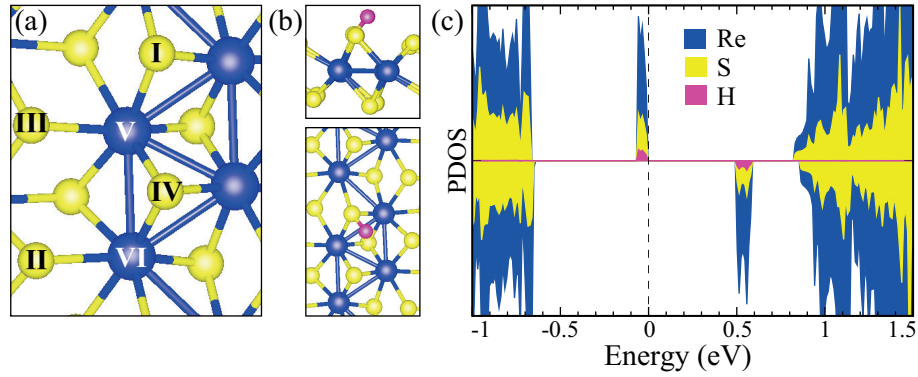 (a)
I
III
V
IV
II
VI
(b)
(c)
Re
S
H
PDOS
-1 -0.5 0 0.5 1 1.5
Energy (eV)